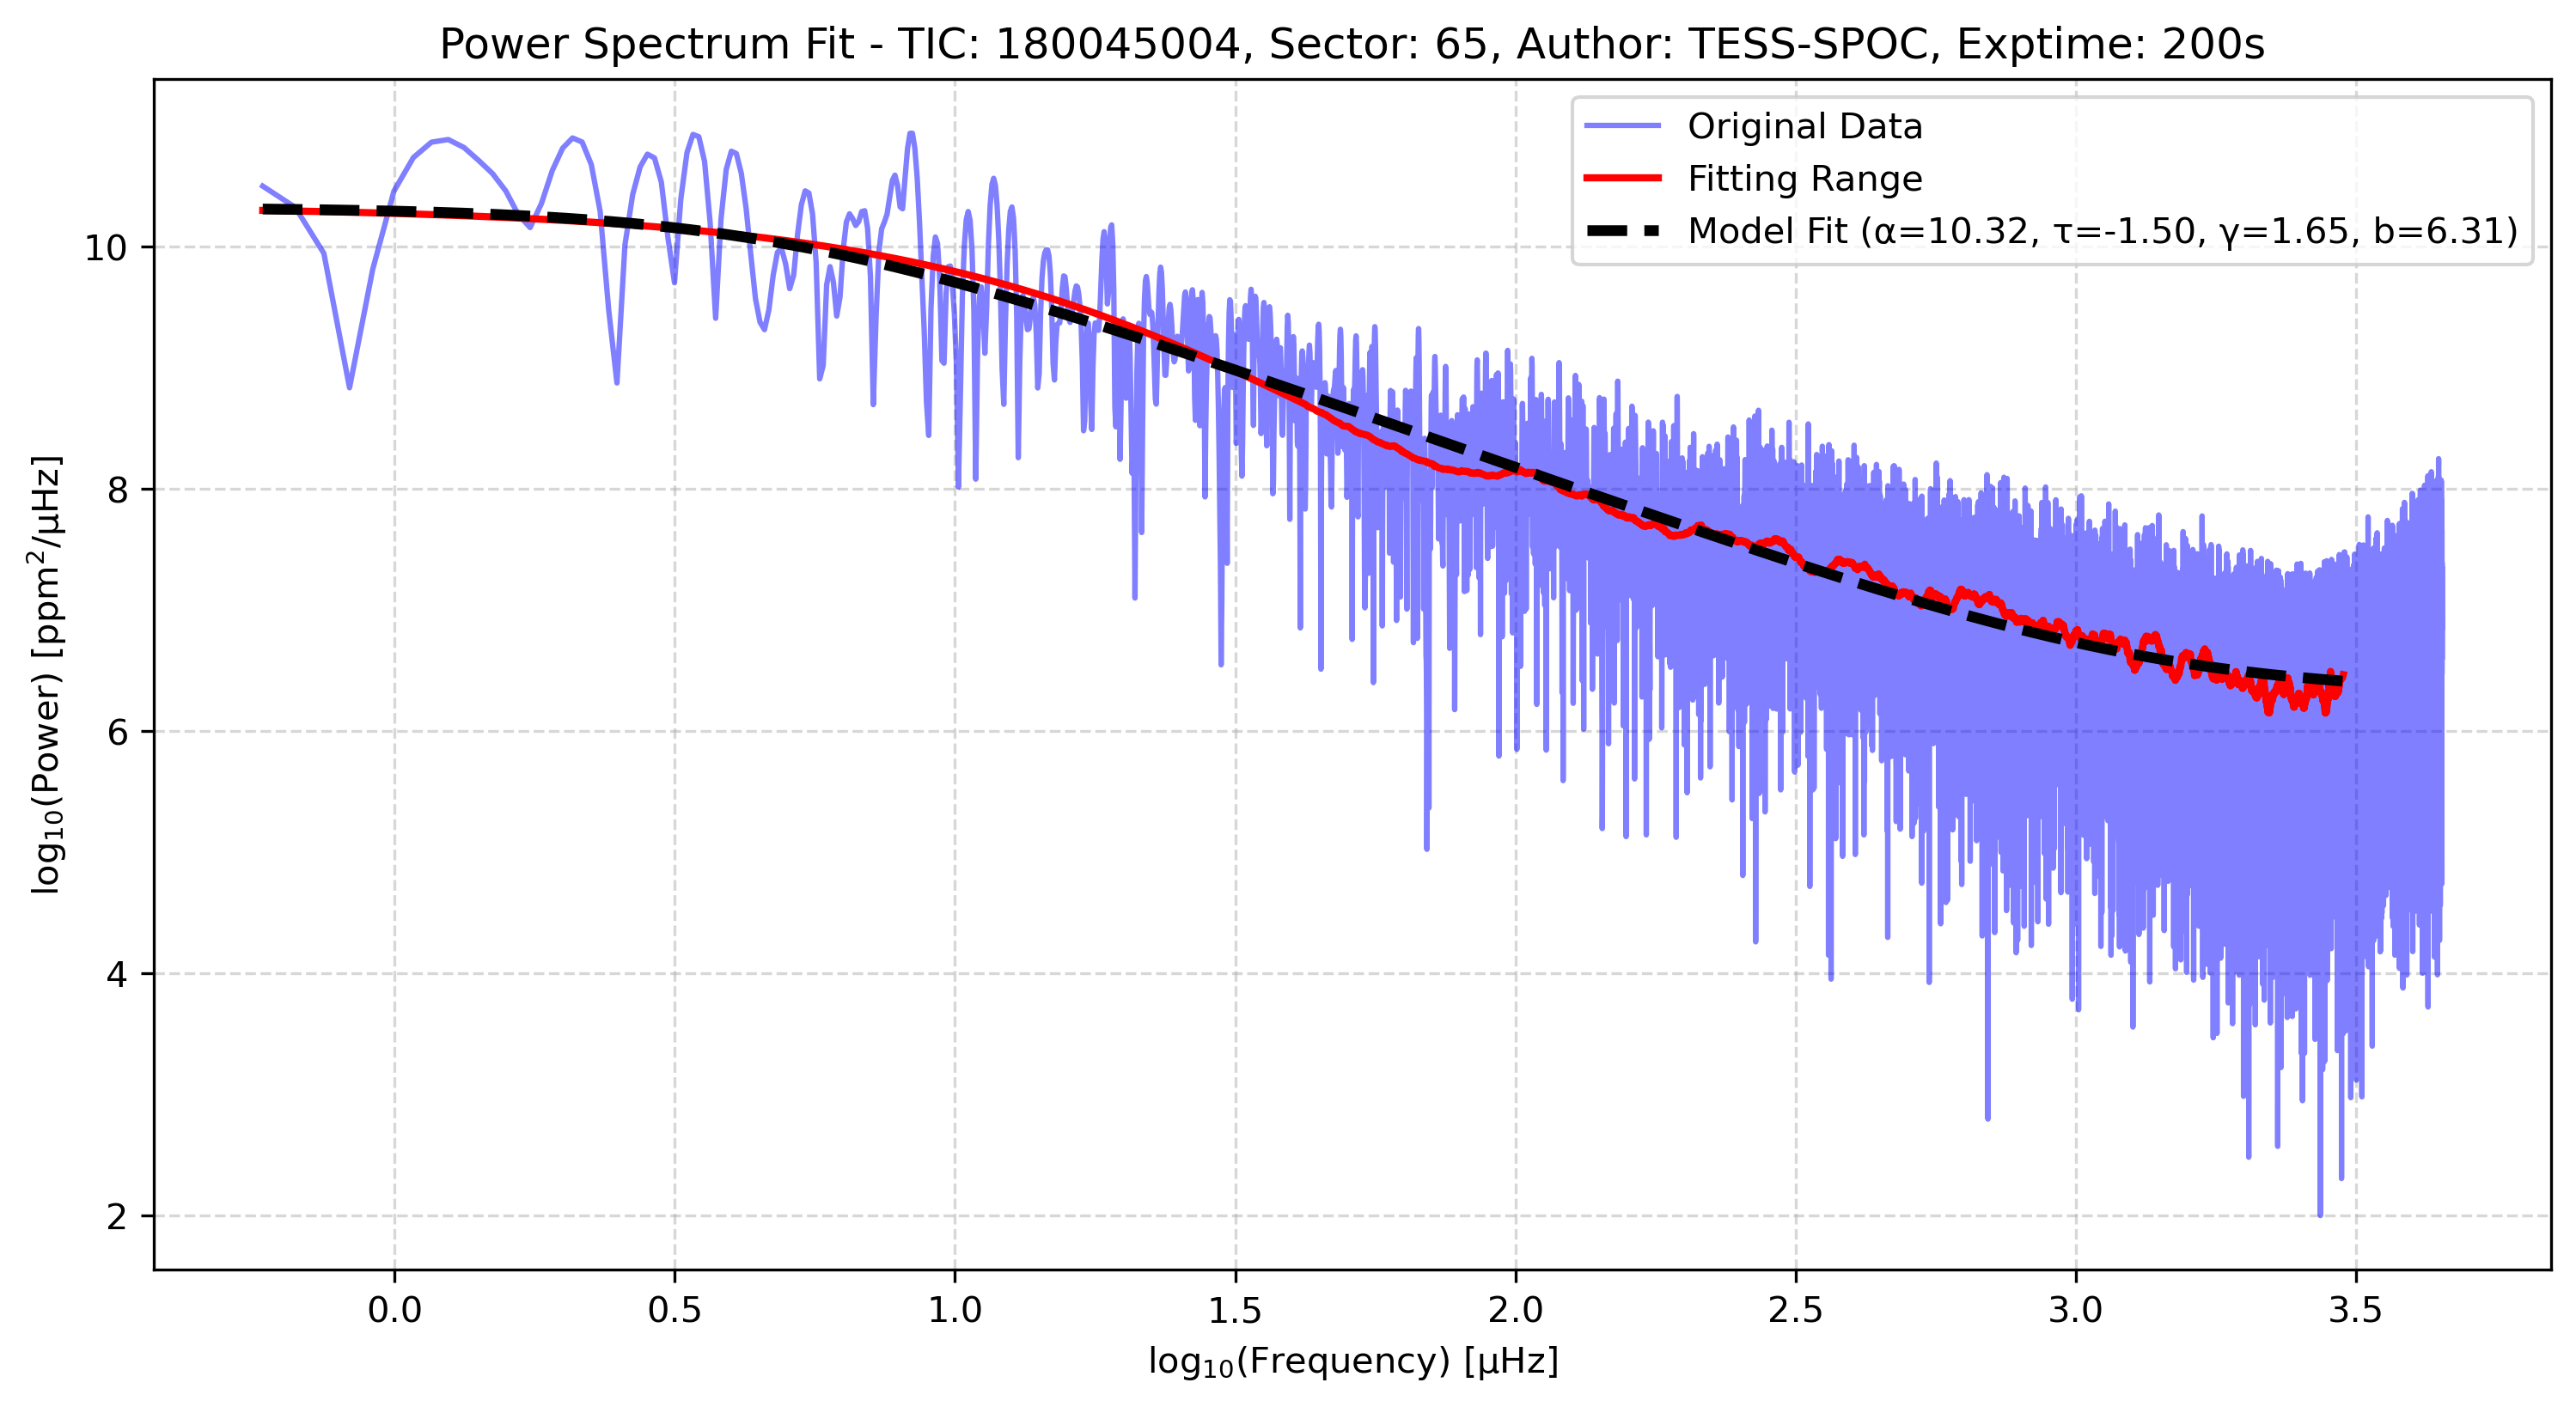 Power Spectrum Fit - TIC: 180045004, Sector: 65, Author: TESS-SPOC, Exptime: 200s
Original Data
Fitting Range
Model Fit (α=10.32, τ=-1.50, γ=1.65, b=6.31)
log₁₀(Power) [ppm²/μHz]
10
8
6
4
2
0.0 0.5 1.0 1.5 2.0 2.5 3.0 3.5
log₁₀(Frequency) [μHz]